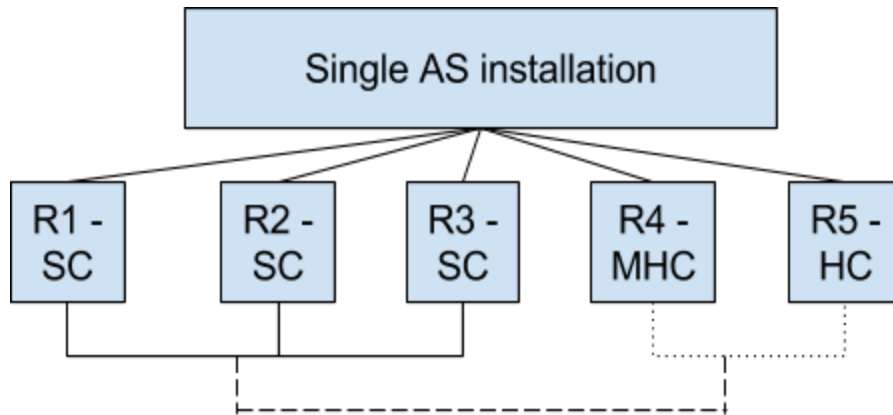 Single AS installation
R1 -
SC
R2 -
SC
R3 -
SC
R4 -
MHC
R5 -
HC